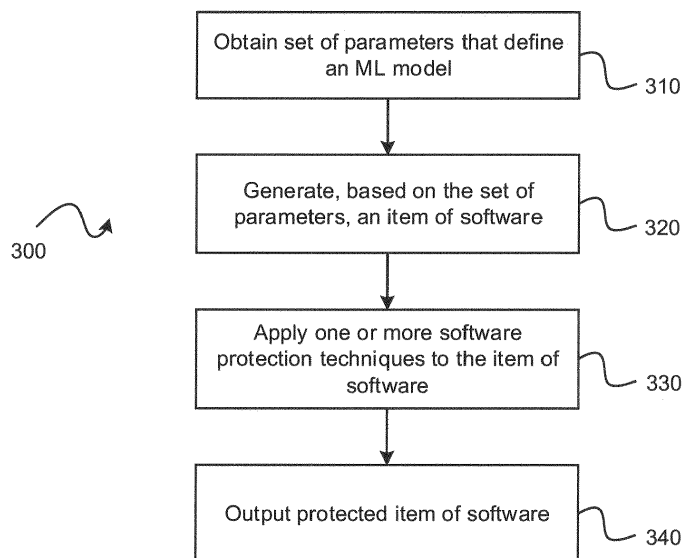 Obtain set of parameters that define
an ML model
310
Generate, based on the set of
parameters, an item of software
320
300
Apply one or more software
protection techniques to the item of
software
330
Output protected item of software
340